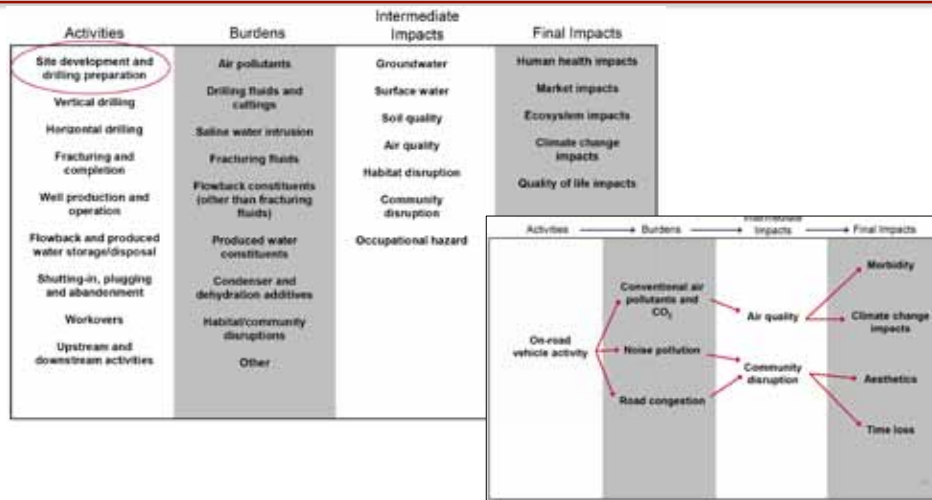 Activities
Burdens
Intermediate
Impacts
Final Impacts
Site development and
drilling preparation
Vertical drilling
Horizontal drilling
Fracturing and
completion
Well production and
operation
Flowback and produced
water storage/disposal
Shutting-in, plugging
and abandonment
Workovers
Upstream and
downstream activities
Air pollutants
Drilling fluids and
cuttings
Saline water intrusion
Fracturing fluids
Flowback constituents
(other than fracturing
fluids)
Produced water
constituents
Condenser and
dehydration additives
Habitat/community
disruptions
Other
Groundwater
Surface water
Soil quality
Air quality
Habitat disruption
Community
disruption
Occupational hazard
Human health impacts
Market impacts
Ecosystem impacts
Climate change
impacts
Quality of life impacts
Activities
Burdens
Intermediate
Impacts
Final Impacts
On-road
vehicle activity
Conventional air
pollutants and
CO₂
Noise pollution
Road congestion
Air quality
Community
disruption
Morbidity
Climate change
impacts
Aesthetics
Time loss